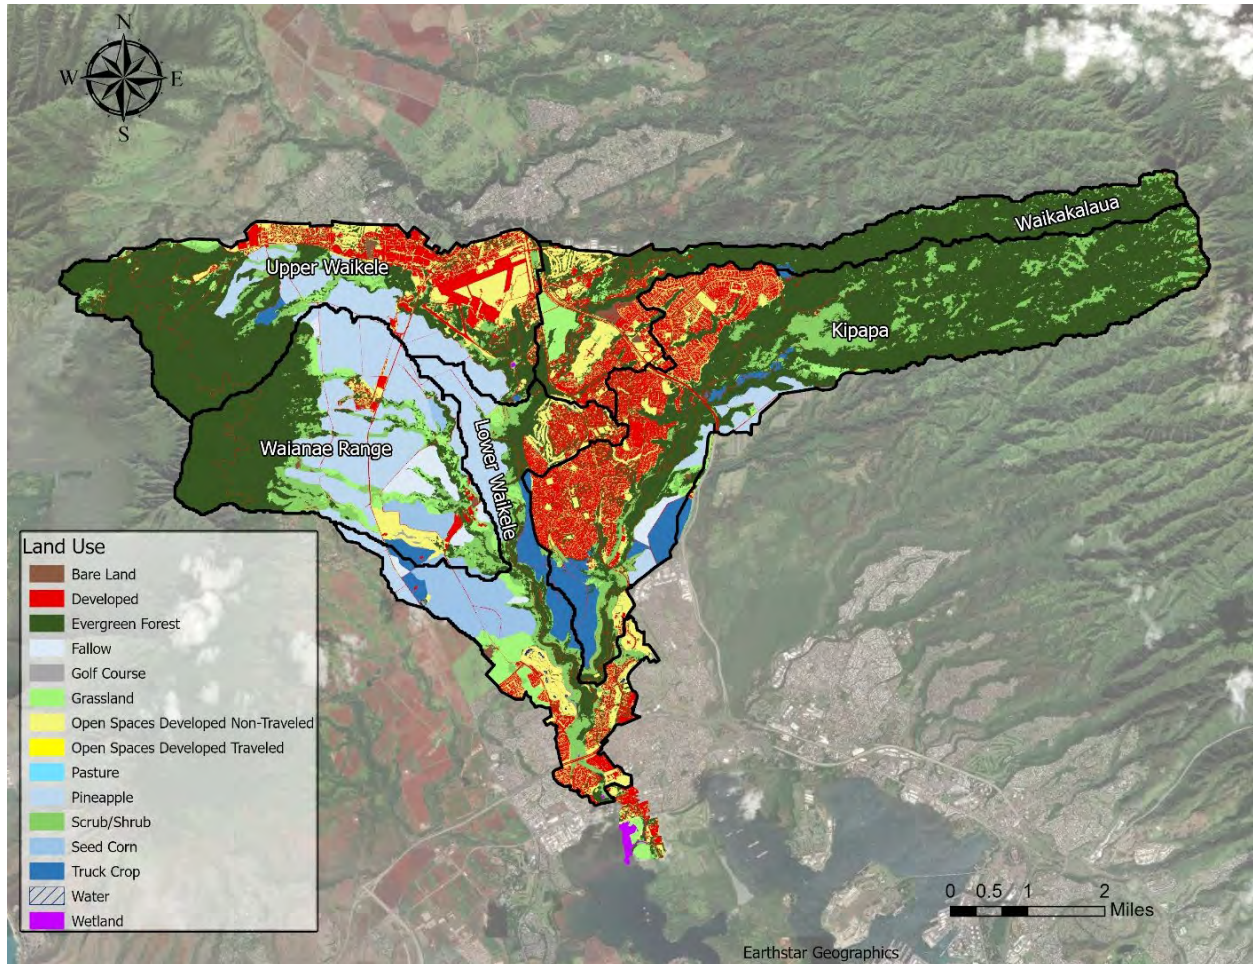 N
W E
S
Waikakalaua
Upper Waikele
Kipapa
Waianae Range
Lower Waikele
Land Use
Bare Land
Developed
Evergreen Forest
Fallow
Golf Course
Grassland
Open Spaces Developed Non-Traveled
Open Spaces Developed Traveled
Pasture
Pineapple
Scrub/Shrub
Seed Corn
Truck Crop
Water
Wetland
0 0.5 1 2
Miles
Earthstar Geographics